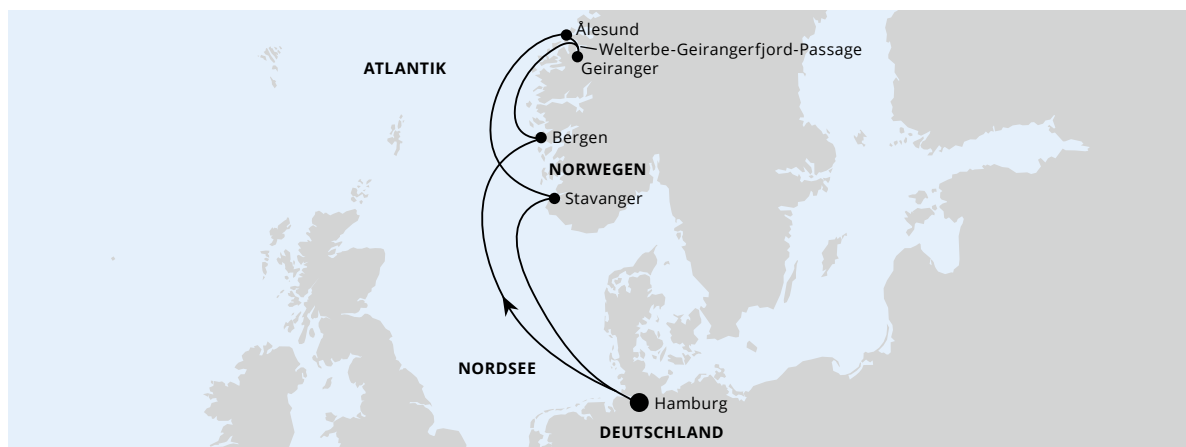 Ålesund
Welterbe-Geirangerfjord-Passage
ATLANTIK
Geiranger
Bergen
NORWEGEN
Stavanger
NORDSEE
Hamburg
DEUTSCHLAND